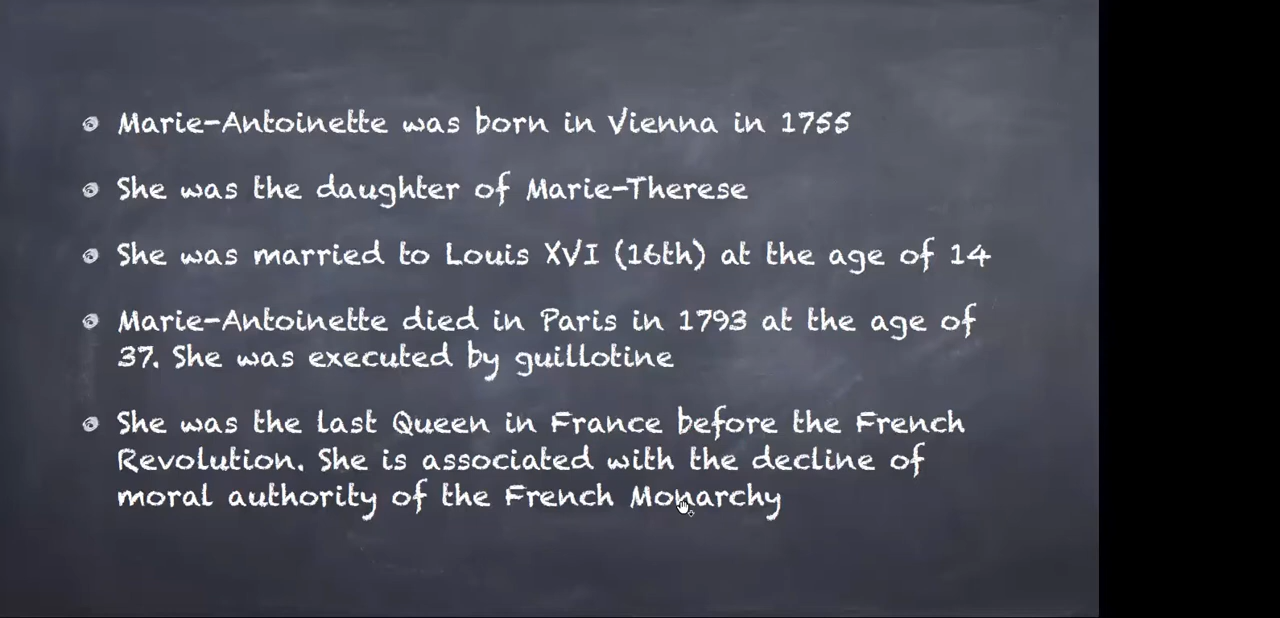 Marie-Antoinette was born in Vienna in 1755
She was the daughter of Marie-Therese
She was married to Louis XVI (16th) at the age of 14
Marie-Antoinette died in Paris in 1793 at the age of
37. She was executed by guillotine
She was the last Queen in France before the French
Revolution. She is associated with the decline of
moral authority of the French Monarchy